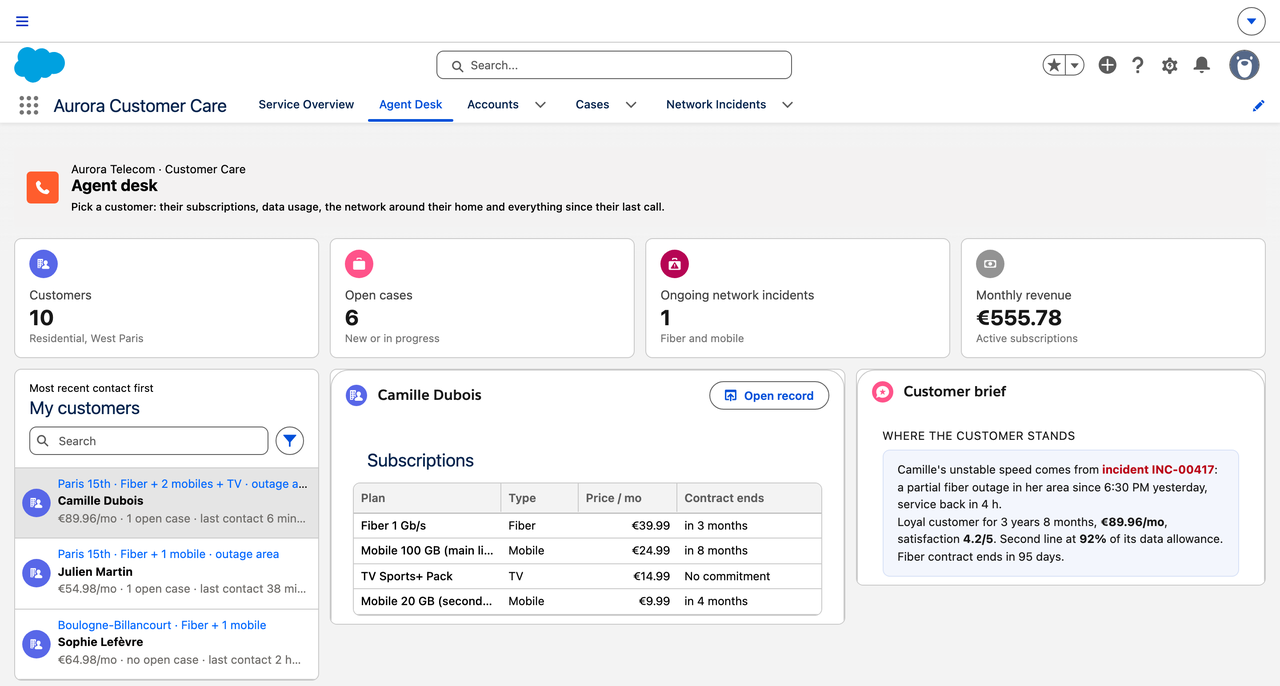 Search...
Aurora Customer Care
Service Overview
Agent Desk
Accounts
Cases
Network Incidents
Aurora Telecom · Customer Care
Agent desk
Pick a customer: their subscriptions, data usage, the network around their home and everything since their last call.
Customers
10
Residential, West Paris
Open cases
6
New or in progress
Ongoing network incidents
1
Fiber and mobile
Monthly revenue
€555.78
Active subscriptions
Most recent contact first
My customers
Search
Paris 15th · Fiber + 2 mobiles + TV · outage a...
Camille Dubois
€89.96/mo · 1 open case · last contact 6 min...
Paris 15th · Fiber + 1 mobile · outage area
Julien Martin
€54.98/mo · 1 open case · last contact 38 mi...
Boulogne-Billancourt · Fiber + 1 mobile
Sophie Lefèvre
€64.98/mo · no open case · last contact 2 h...
Camille Dubois
Open record
Subscriptions
Plan Type Price / mo Contract ends
Fiber 1 Gb/s Fiber €39.99 in 3 months
Mobile 100 GB (main li... Mobile €24.99 in 8 months
TV Sports+ Pack TV €14.99 No commitment
Mobile 20 GB (second... Mobile €9.99 in 4 months
Customer brief
WHERE THE CUSTOMER STANDS
Camille's unstable speed comes from incident INC-00417:
a partial fiber outage in her area since 6:30 PM yesterday,
service back in 4 h.
Loyal customer for 3 years 8 months, €89.96/mo,
satisfaction 4.2/5. Second line at 92% of its data allowance.
Fiber contract ends in 95 days.